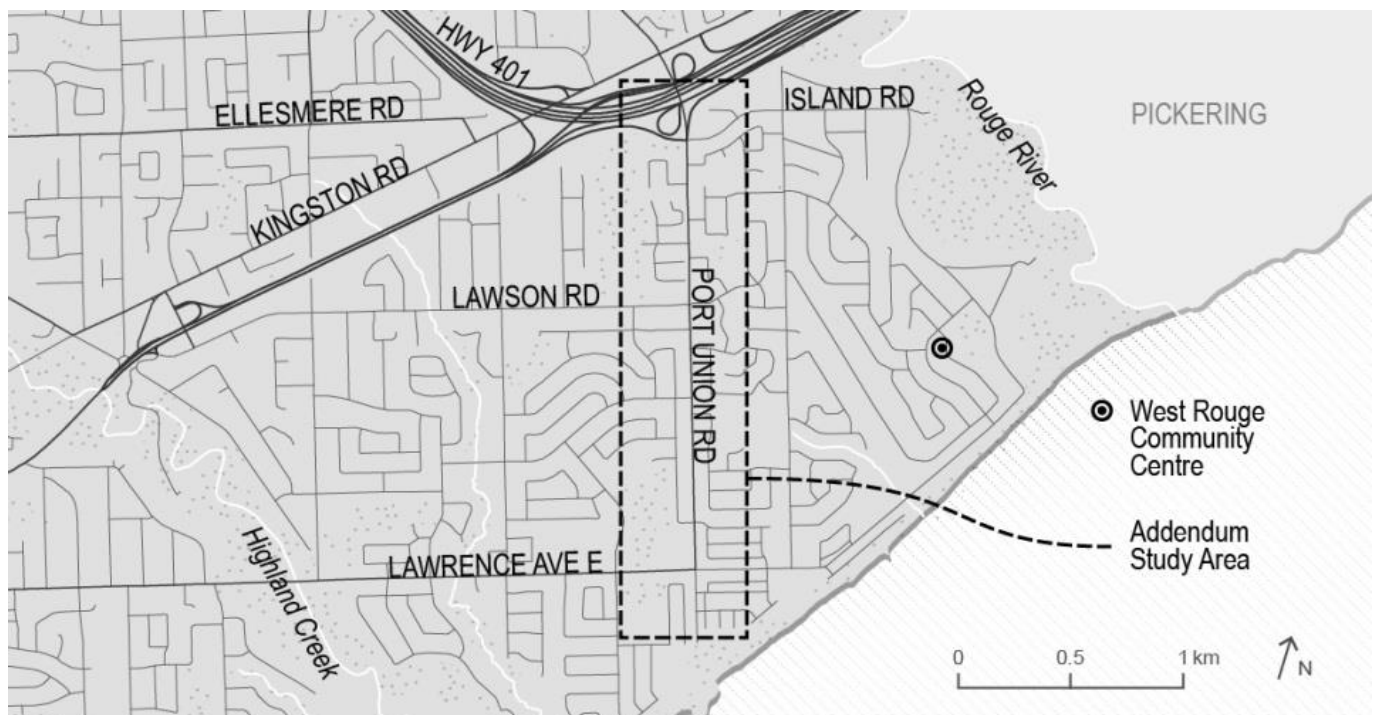 HWY 401
ELLESMERE RD
ISLAND RD
Rouge River
PICKERING
KINGSTON RD
LAWSON RD
PORT UNION RD
West Rouge
Community
Centre
Addendum
Study Area
Highland Creek
LAWRENCE AVE E
0 0.5 1 km
N